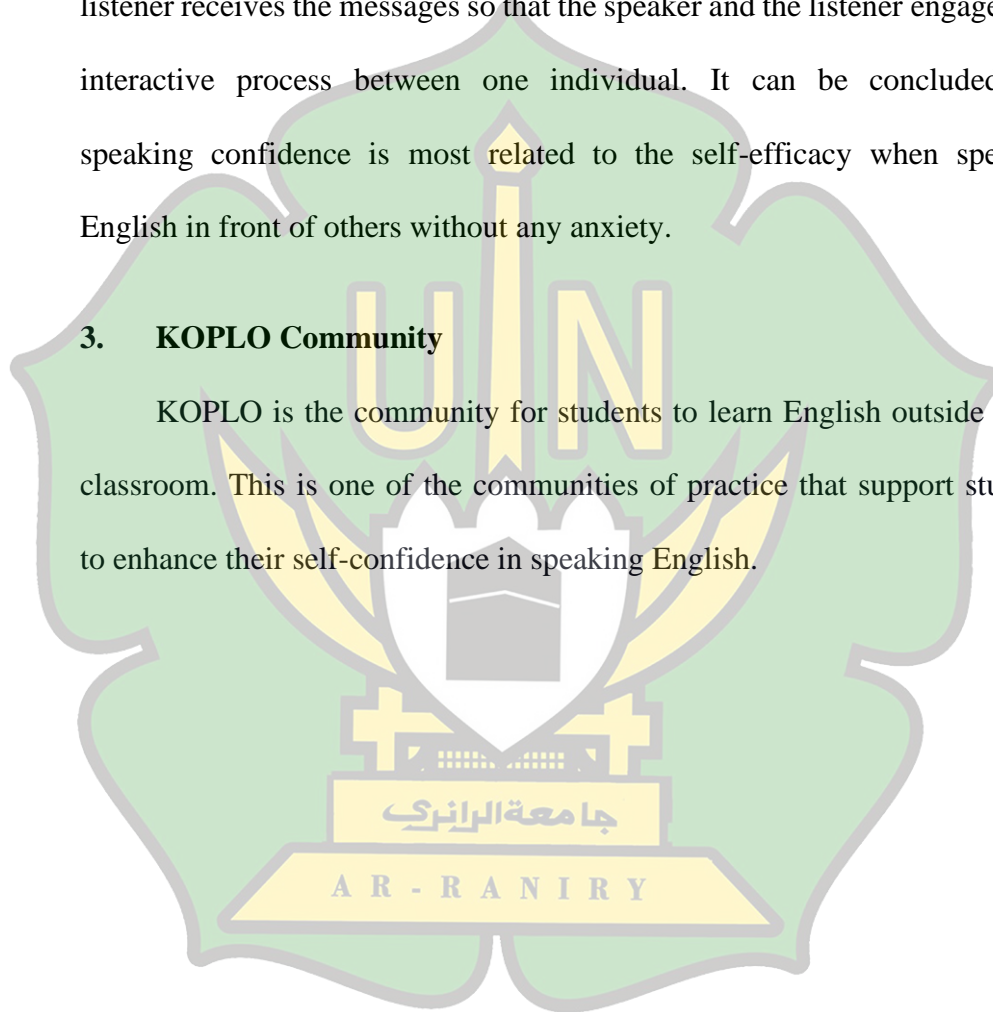 listener receives the messages so that the speaker and the listener engage
interactive process between one individual. It can be concluded
speaking confidence is most related to the self-efficacy when spe
English in front of others without any anxiety.
3. KOPLO Community
KOPLO is the community for students to learn English outside
classroom. This is one of the communities of practice that support stu
to enhance their self-confidence in speaking English.
UIN
جامعةالرانري
AR-RANIRY